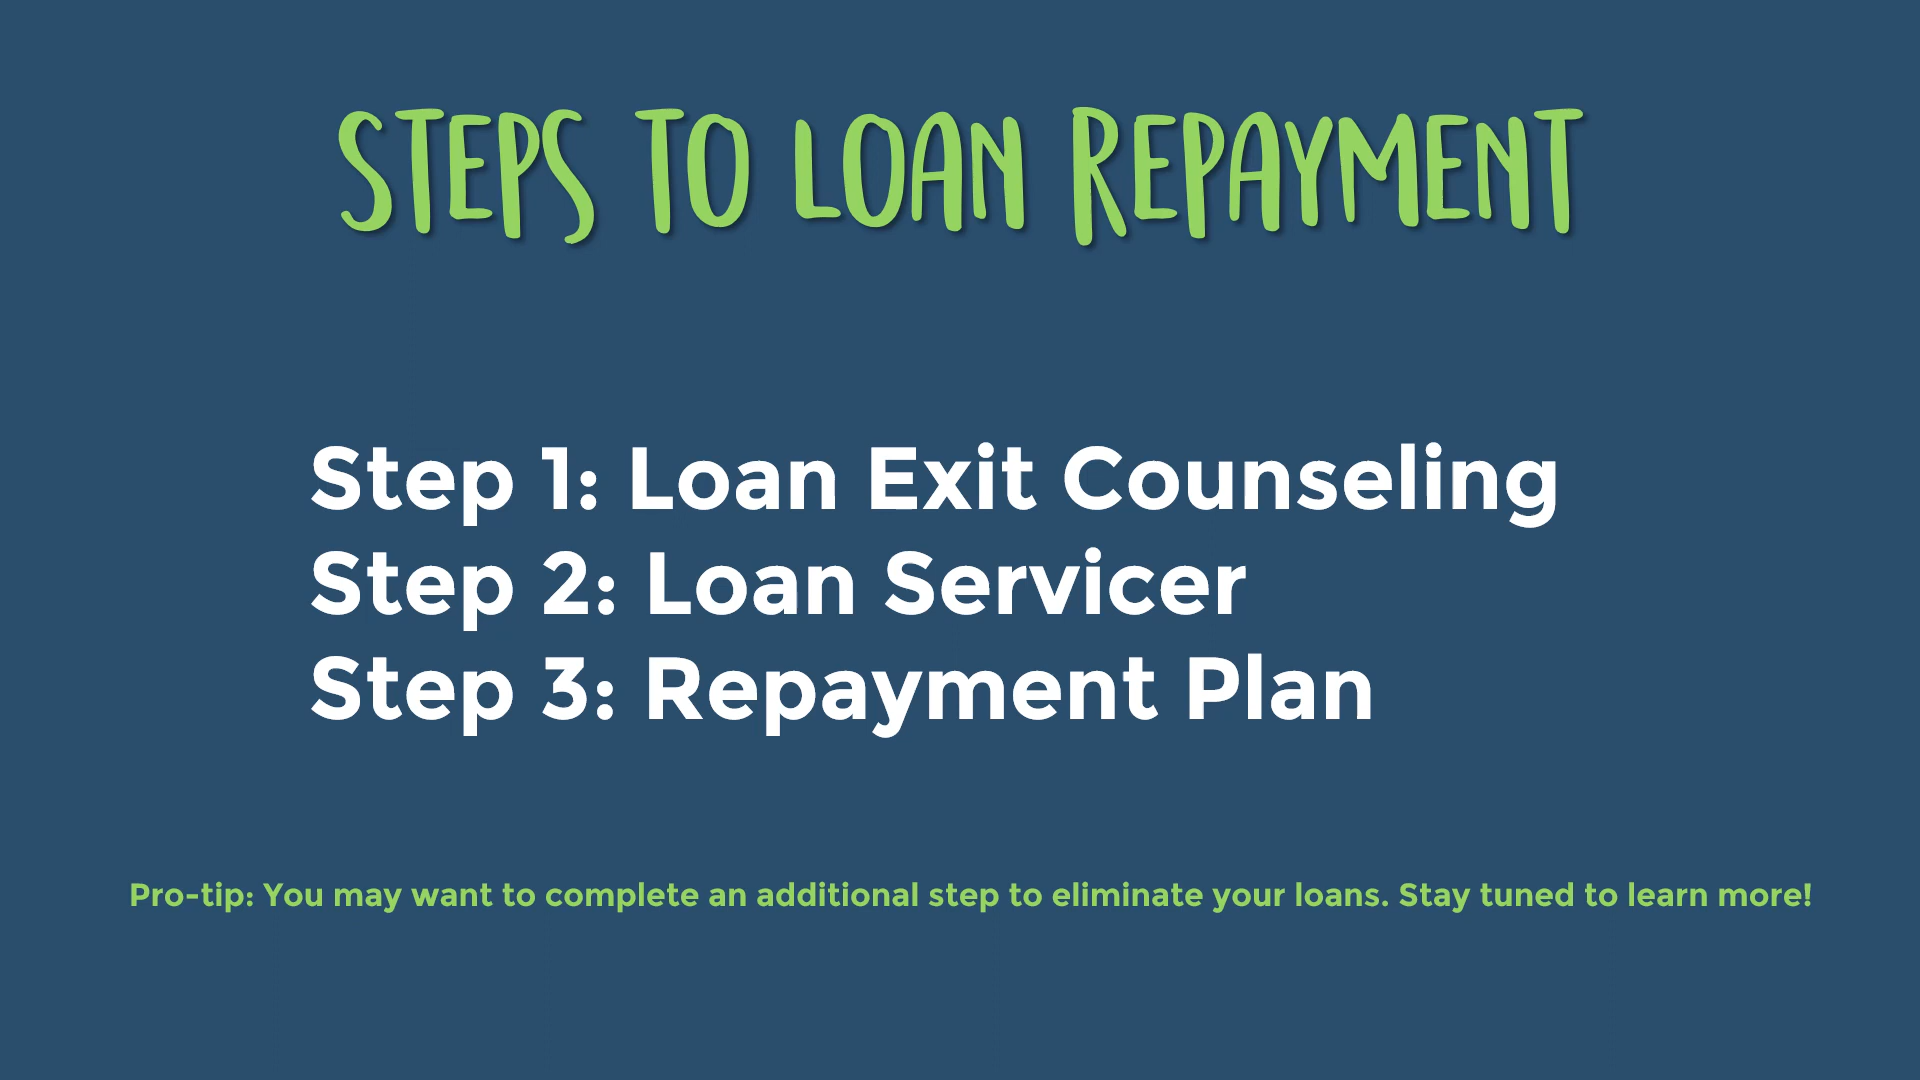 STEPS TO LOAN REPAYMENT
Step 1: Loan Exit Counseling
Step 2: Loan Servicer
Step 3: Repayment Plan
Pro-tip: You may want to complete an additional step to eliminate your loans. Stay tuned to learn more!